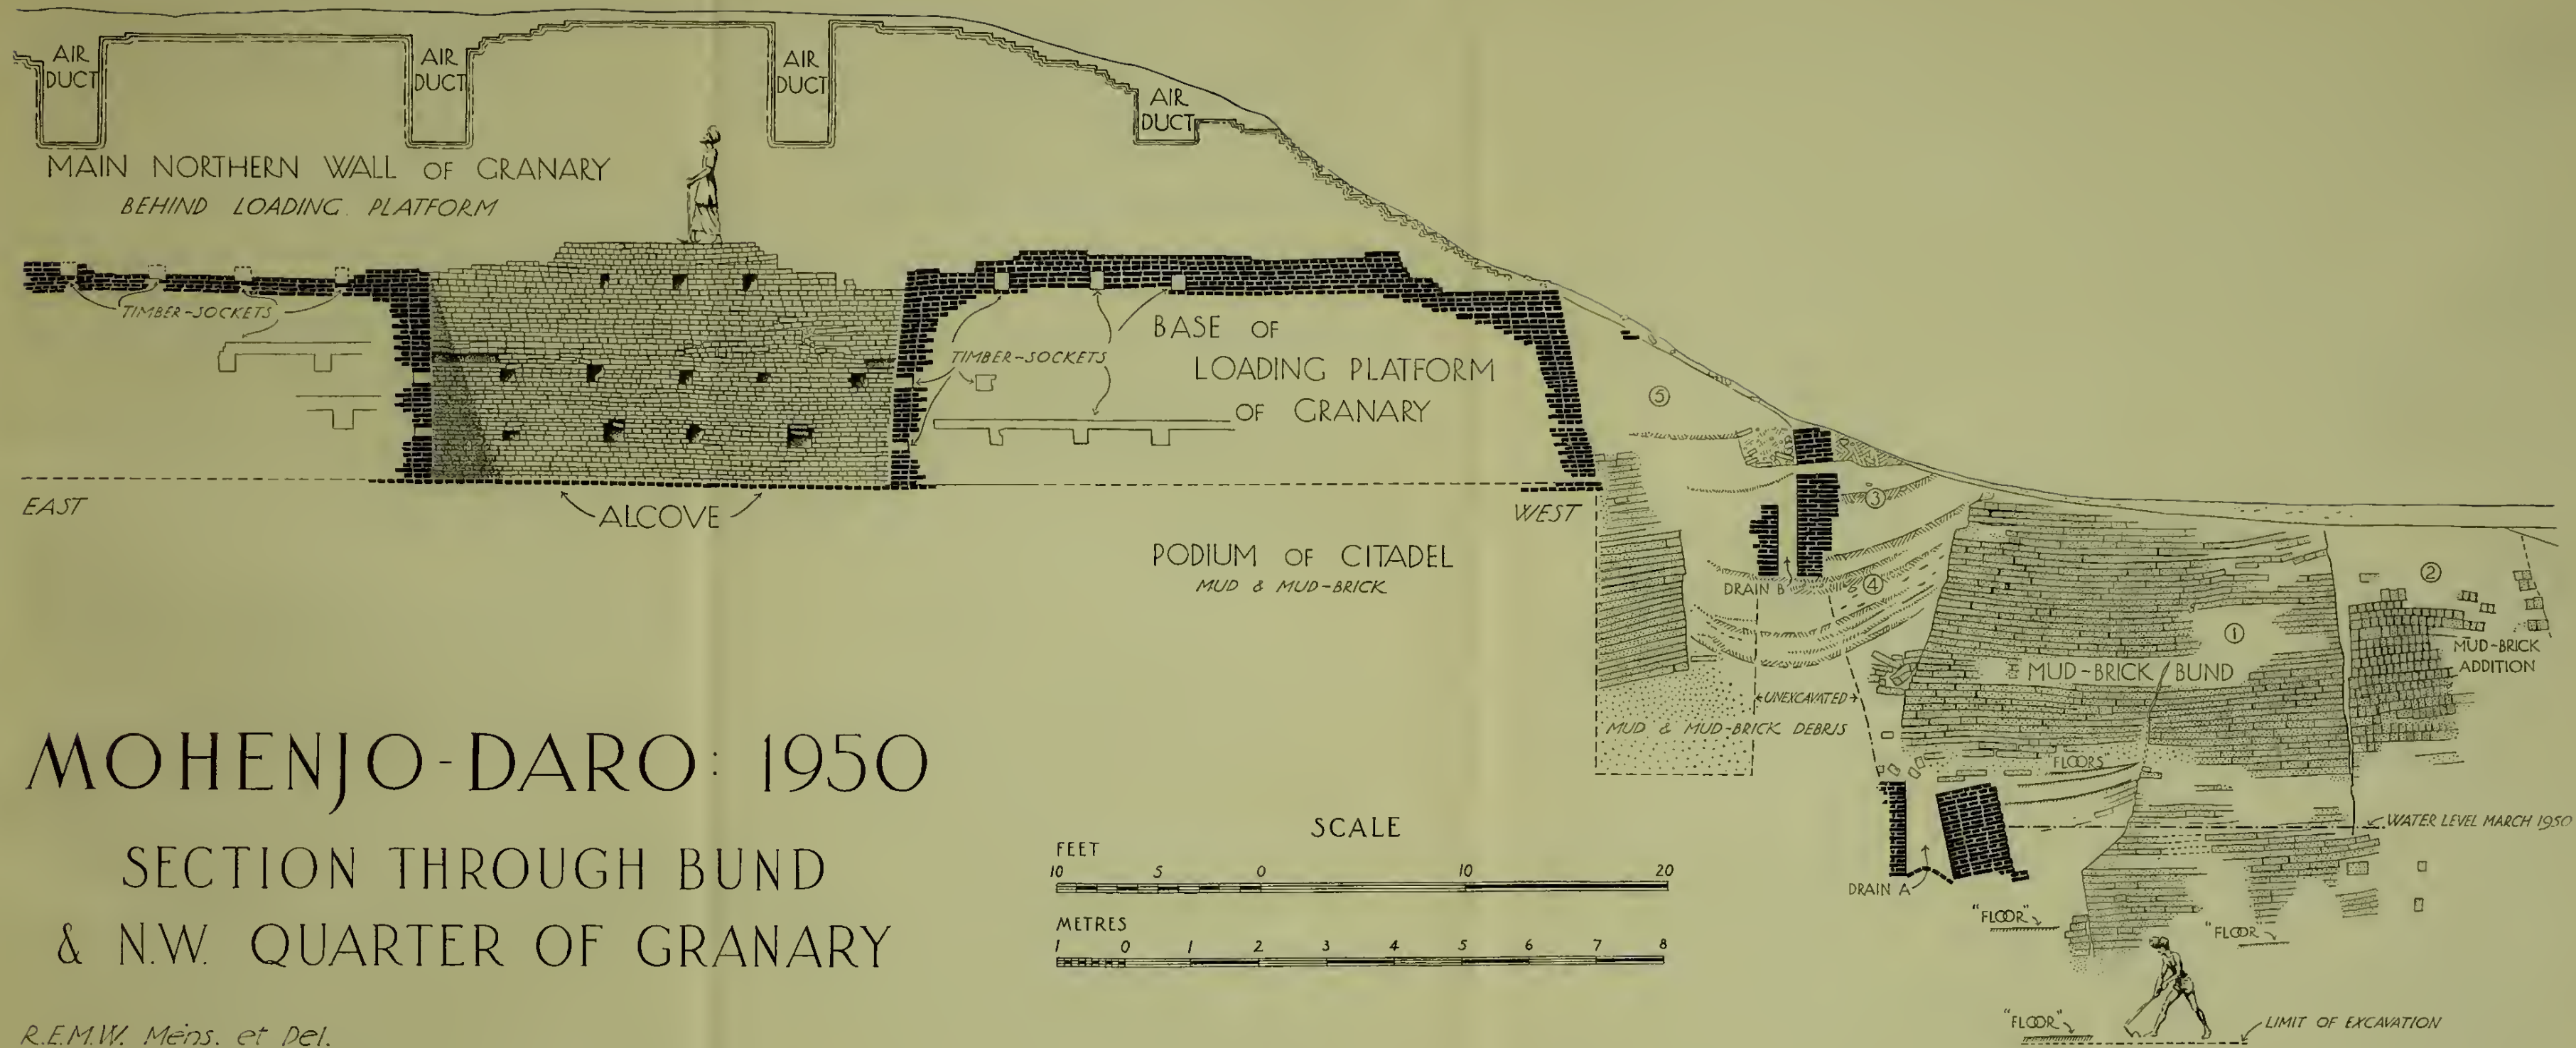 AIR
DUCT
AIR
DUCT
AIR
DUCT
AIR
DUCT
MAIN NORTHERN WALL OF GRANARY
BEHIND LOADING PLATFORM
TIMBER-SOCKETS
TIMBER-SOCKETS
BASE OF
LOADING PLATFORM
OF GRANARY
EAST
ALCOVE
WEST
PODIUM OF CITADEL
MUD & MUD-BRICK
5
3
DRAIN B
4
2
1
MUD-BRICK BUND
MUD-BRICK
ADDITION
UNEXCAVATED
MUD & MUD-BRICK DEBRIS
FLOORS
WATER LEVEL MARCH 1950
DRAIN A
"FLOOR"
"FLOOR"
"FLOOR"
LIMIT OF EXCAVATION
MOHENJO-DARO: 1950
SECTION THROUGH BUND
& N.W. QUARTER OF GRANARY
SCALE
FEET
10 5 0 10 20
METRES
1 0 1 2 3 4 5 6 7 8
R.E.M.W. Mens. et Del.